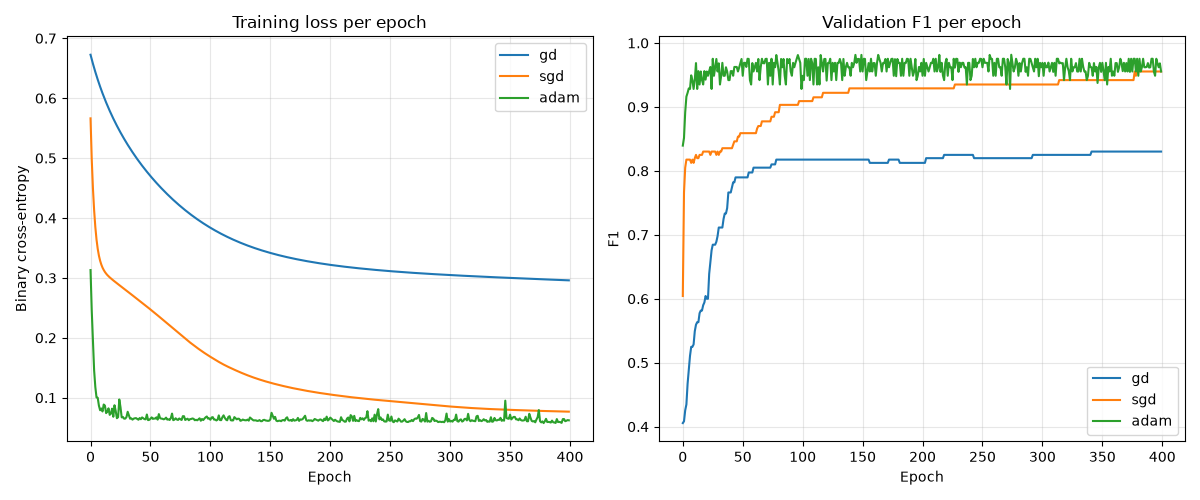 Training loss per epoch
Binary cross-entropy
0.7
0.6
0.5
0.4
0.3
0.2
0.1
0 50 100 150 200 250 300 350 400
Epoch
gd
sgd
adam
Validation F1 per epoch
F1
1.0
0.9
0.8
0.7
0.6
0.5
0.4
0 50 100 150 200 250 300 350 400
Epoch
gd
sgd
adam